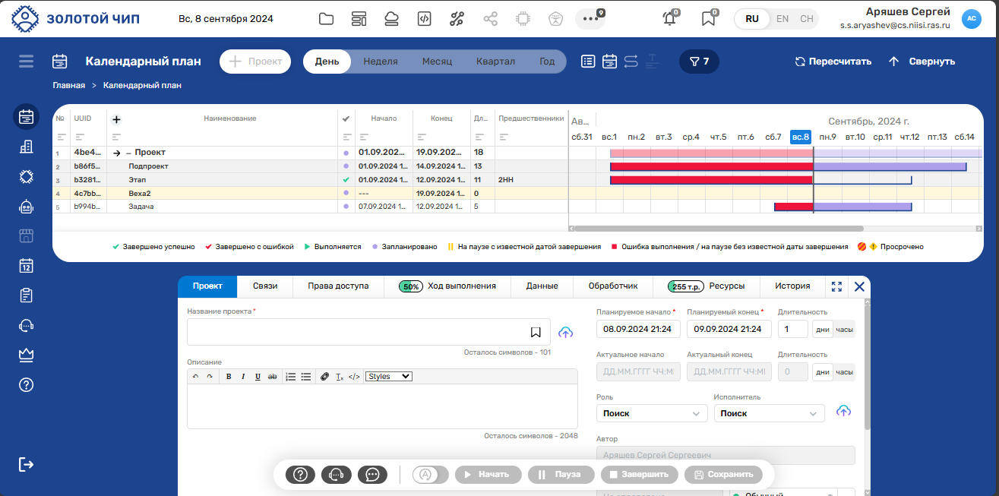 ЗОЛОТОЙ ЧИП
Вс, 8 сентября 2024
9
0
0
RU EN CH
Аряшев Сергей
s.s.aryashev@cs.niisi.ras.ru
АС
Календарный план
Проект
День Неделя Месяц Квартал Год
7
Пересчитать
Свернуть
Главная > Календарный план
№ UUID Наименование Начало Конец Дл... Предшественники
Ав... Сентябрь, 2024 г.
сб.31 вс.1 пн.2 вт.3 ср.4 чт.5 пт.6 сб.7 вс.8 пн.9 вт.10 ср.11 чт.12 пт.13 сб.14
1 4be4... – Проект 01.09.202... 19.09.202... 18
2 b86f5... Подпроект 01.09.2024 1... 14.09.2024 1... 13
3 b3281... Этап 01.09.2024 1... 12.09.2024 1... 11 2НН
4 4c7bb... Веха2 --- 19.09.2024 1... 0
5 b994b... Задача 07.09.2024 1... 12.09.2024 1... 5
Завершено успешно Завершено с ошибкой Выполняется Запланировано На паузе с известной датой завершения Ошибка выполнения / на паузе без известной даты завершения Просрочено
12
Проект Связи Права доступа 50% Ход выполнения Данные Обработчик 255 т.р. Ресурсы История
Название проекта *
Осталось символов - 101
Описание
B I U ab Tx </> Styles
Осталось символов - 2048
Планируемое начало * Планируемый конец * Длительность
08.09.2024 21:24 09.09.2024 21:24 1 дни часы
Актуальное начало Актуальный конец Длительность
ДД.ММ.ГГГГ ЧЧ:М ДД.ММ.ГГГГ ЧЧ:М 0 дни часы
Роль Исполнитель
Поиск Поиск
Автор
Аряшев Сергей Сергеевич
A Начать Пауза Завершить Сохранить
Обычный